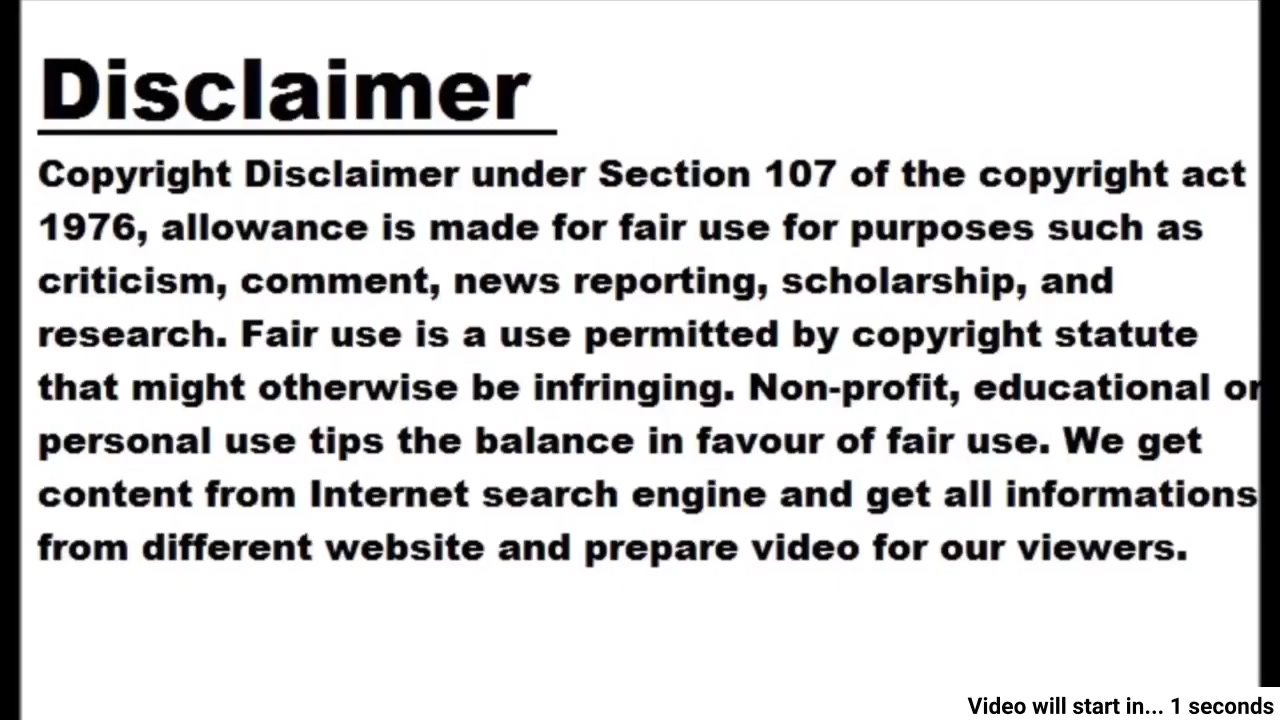 Disclaimer
Copyright Disclaimer under Section 107 of the copyright act
1976, allowance is made for fair use for purposes such as
criticism, comment, news reporting, scholarship, and
research. Fair use is a use permitted by copyright statute
that might otherwise be infringing. Non-profit, educational or
personal use tips the balance in favour of fair use. We get
content from Internet search engine and get all informations
from different website and prepare video for our viewers.
Video will start in... 1 seconds